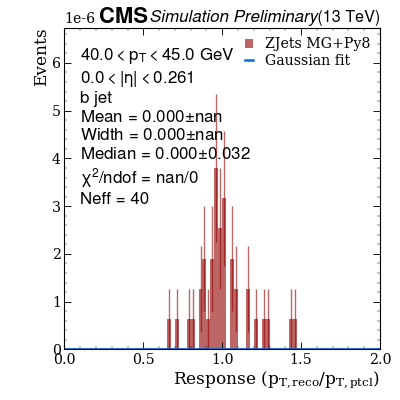 1e-6 CMS Simulation Preliminary (13 TeV)
Events
ZJets MG+Py8
Gaussian fit
40.0 < p_T < 45.0 GeV
0.0 < |η| < 0.261
b jet
Mean = 0.000±nan
Width = 0.000±nan
Median = 0.000±0.032
χ²/ndof = nan/0
Neff = 40
6
5
4
3
2
1
0
0.0 0.5 1.0 1.5 2.0
Response (p_T,reco/p_T,ptcl)